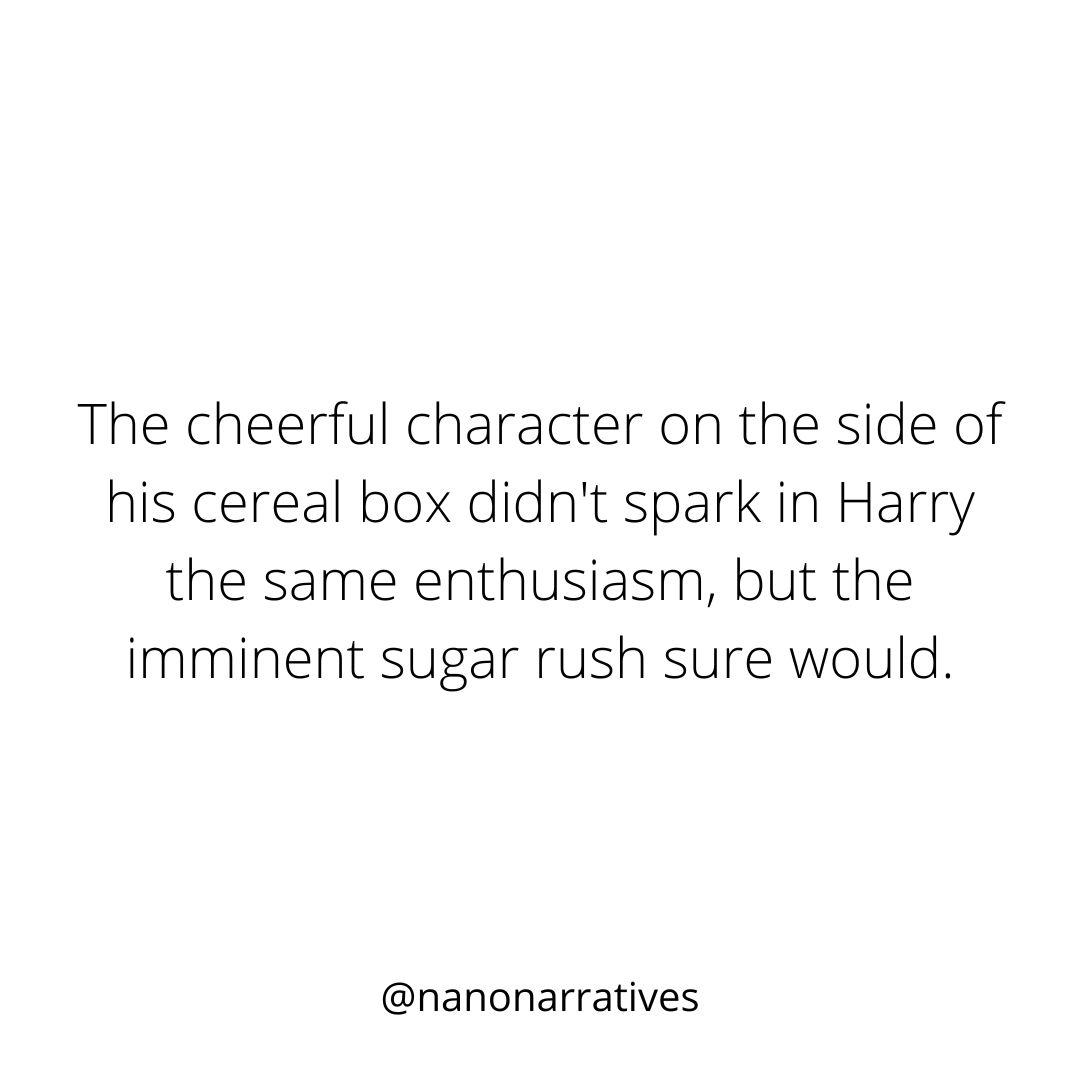 The cheerful character on the side of
his cereal box didn't spark in Harry
the same enthusiasm, but the
imminent sugar rush sure would.
@nanonarratives